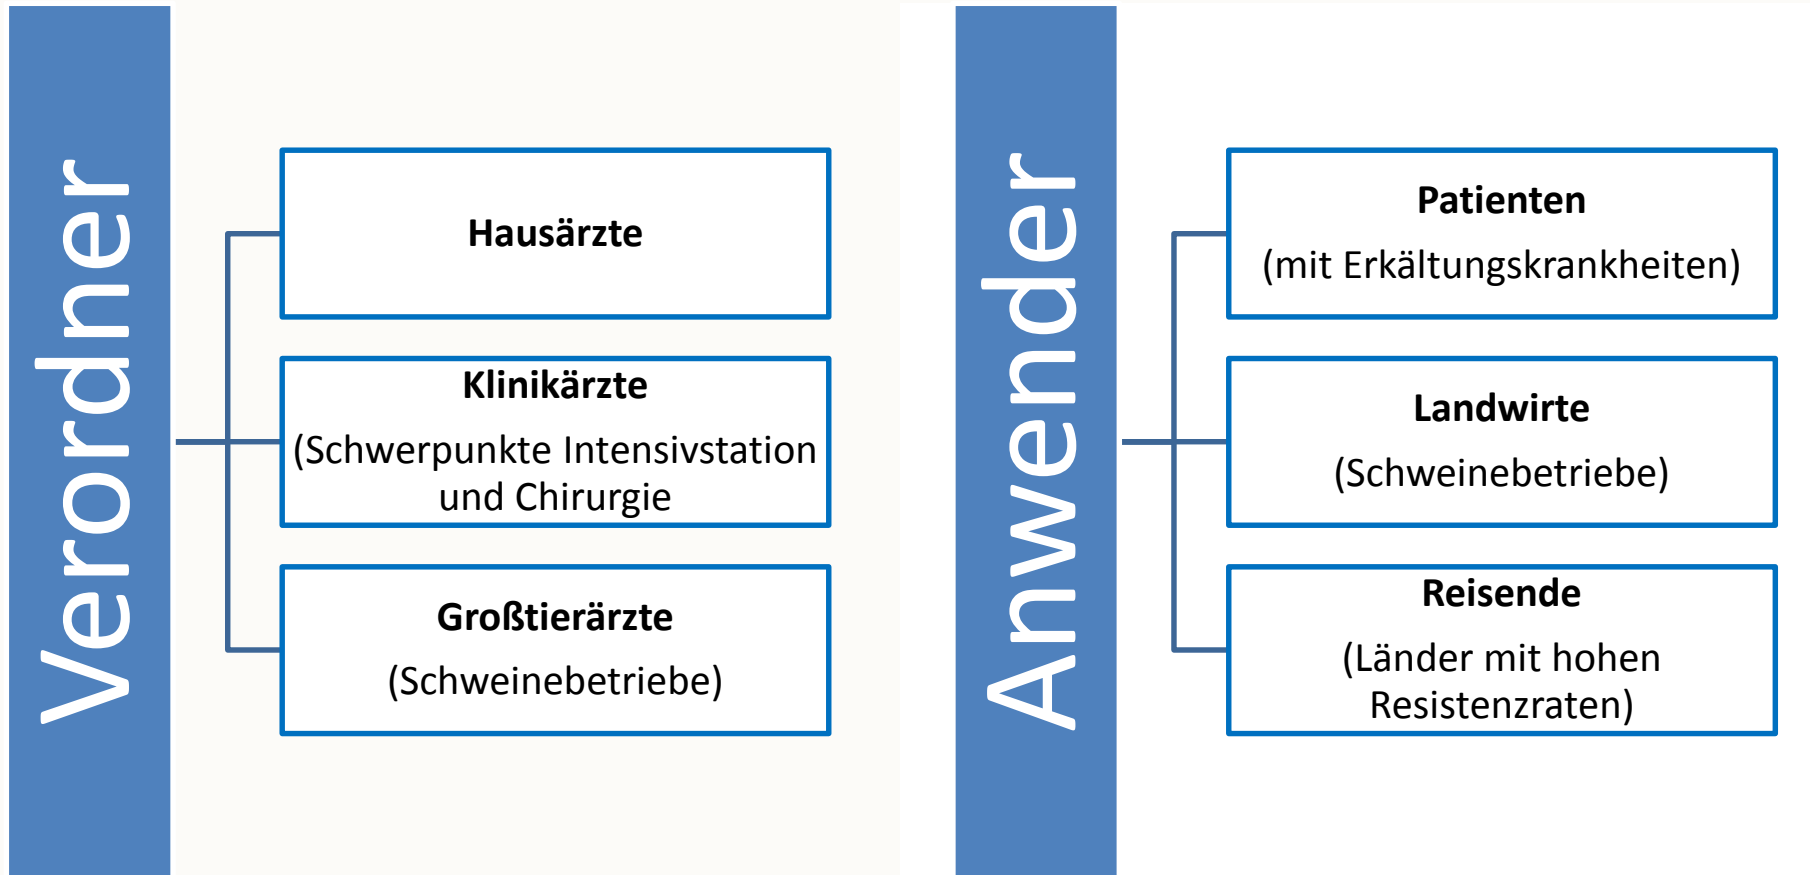 Verordner
Hausärzte
Klinikärzte
(Schwerpunkte Intensivstation
und Chirurgie
Großtierärzte
(Schweinebetriebe)
Anwender
Patienten
(mit Erkältungskrankheiten)
Landwirte
(Schweinebetriebe)
Reisende
(Länder mit hohen
Resistenzraten)